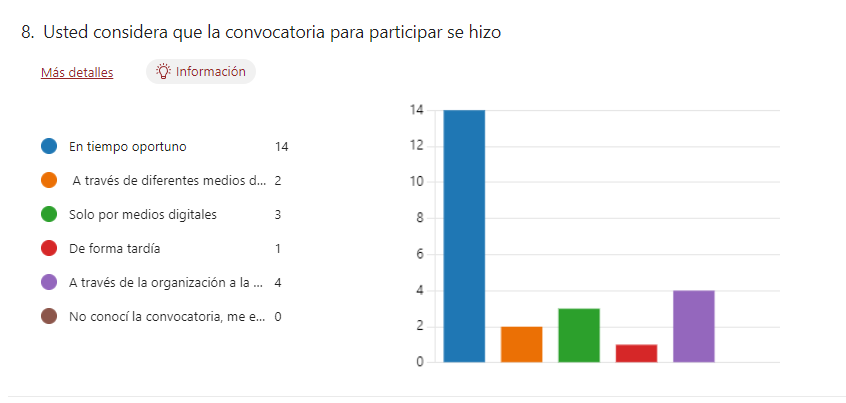 8. Usted considera que la convocatoria para participar se hizo
Más detalles
Información
En tiempo oportuno 14
A través de diferentes medios d... 2
Solo por medios digitales 3
De forma tardía 1
A través de la organización a la ... 4
No conocí la convocatoria, me e... 0
14
12
10
8
6
4
2
0